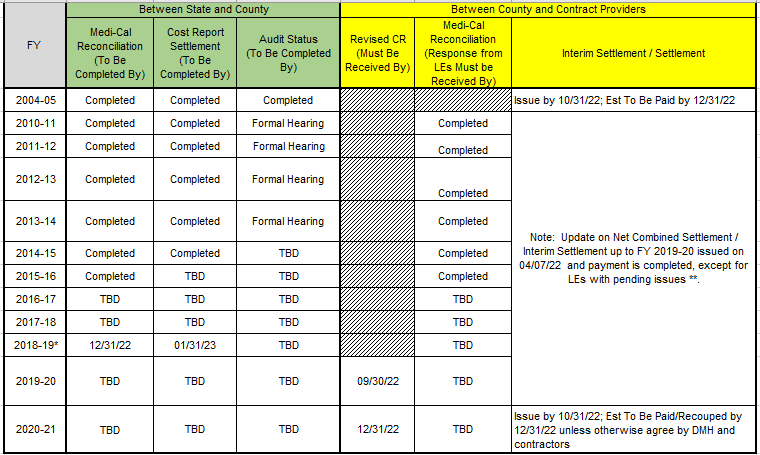 Between State and County Between County and Contract Providers
FY
Medi-Cal
Reconciliation
(To Be
Completed By)
Cost Report
Settlement
(To Be
Completed By)
Audit Status
(To Be Completed
By)
Revised CR
(Must Be
Received By)
Medi-Cal
Reconciliation
(Response from
LEs Must be
Received By)
Interim Settlement / Settlement
2004-05 Completed Completed Completed Issue by 10/31/22; Est To Be Paid by 12/31/22
2010-11 Completed Completed Formal Hearing Completed
2011-12 Completed Completed Formal Hearing Completed
2012-13 Completed Completed Formal Hearing Completed
2013-14 Completed Completed Formal Hearing Completed
2014-15 Completed Completed TBD Completed
2015-16 Completed TBD TBD Completed
2016-17 TBD TBD TBD TBD
2017-18 TBD TBD TBD TBD
2018-19* 12/31/22 01/31/23 TBD TBD
2019-20 TBD TBD TBD 09/30/22 TBD
Note: Update on Net Combined Settlement /
Interim Settlement up to FY 2019-20 issued on
04/07/22 and payment is completed, except for
LEs with pending issues **.
2020-21 TBD TBD TBD 12/31/22 TBD
Issue by 10/31/22; Est To Be Paid/Recouped by
12/31/22 unless otherwise agree by DMH and
contractors